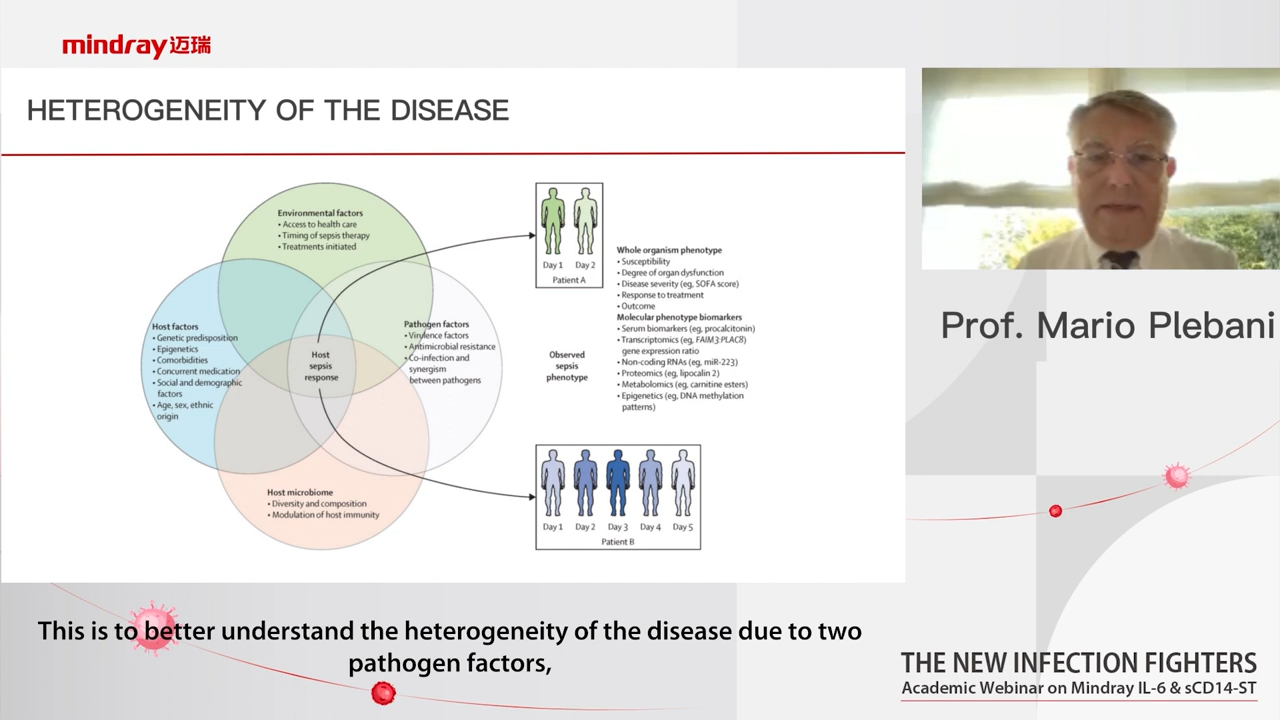 mindray迈瑞
HETEROGENEITY OF THE DISEASE
Environmental factors
• Access to health care
• Timing of sepsis therapy
• Treatments initiated
Host factors
• Genetic predisposition
• Epigenetics
• Comorbidities
• Concurrent medication
• Social and demographic
factors
• Age, sex, ethnic
origin
Host
sepsis
response
Pathogen factors
• Virulence factors
• Antimicrobial resistance
• Co-infection and
synergism
between pathogens
Host microbiome
• Diversity and composition
• Modulation of host immunity
Day 1 Day 2
Patient A
Observed
sepsis
phenotype
Whole organism phenotype
• Susceptibility
• Degree of organ dysfunction
• Disease severity (eg, SOFA score)
• Response to treatment
• Outcome
Molecular phenotype biomarkers
• Serum biomarkers (eg, procalcitonin)
• Transcriptomics (eg, FAIM3:PLAC8)
gene expression ratio
• Non-coding RNAs (eg, miR-223)
• Proteomics (eg, lipocalin 2)
• Metabolomics (eg, carnitine esters)
• Epigenetics (eg, DNA methylation
patterns)
Day 1 Day 2 Day 3 Day 4 Day 5
Patient B
Prof. Mario Plebani
This is to better understand the heterogeneity of the disease due to two
pathogen factors,
THE NEW INFECTION FIGHTERS
Academic Webinar on Mindray IL-6 & sCD14-ST